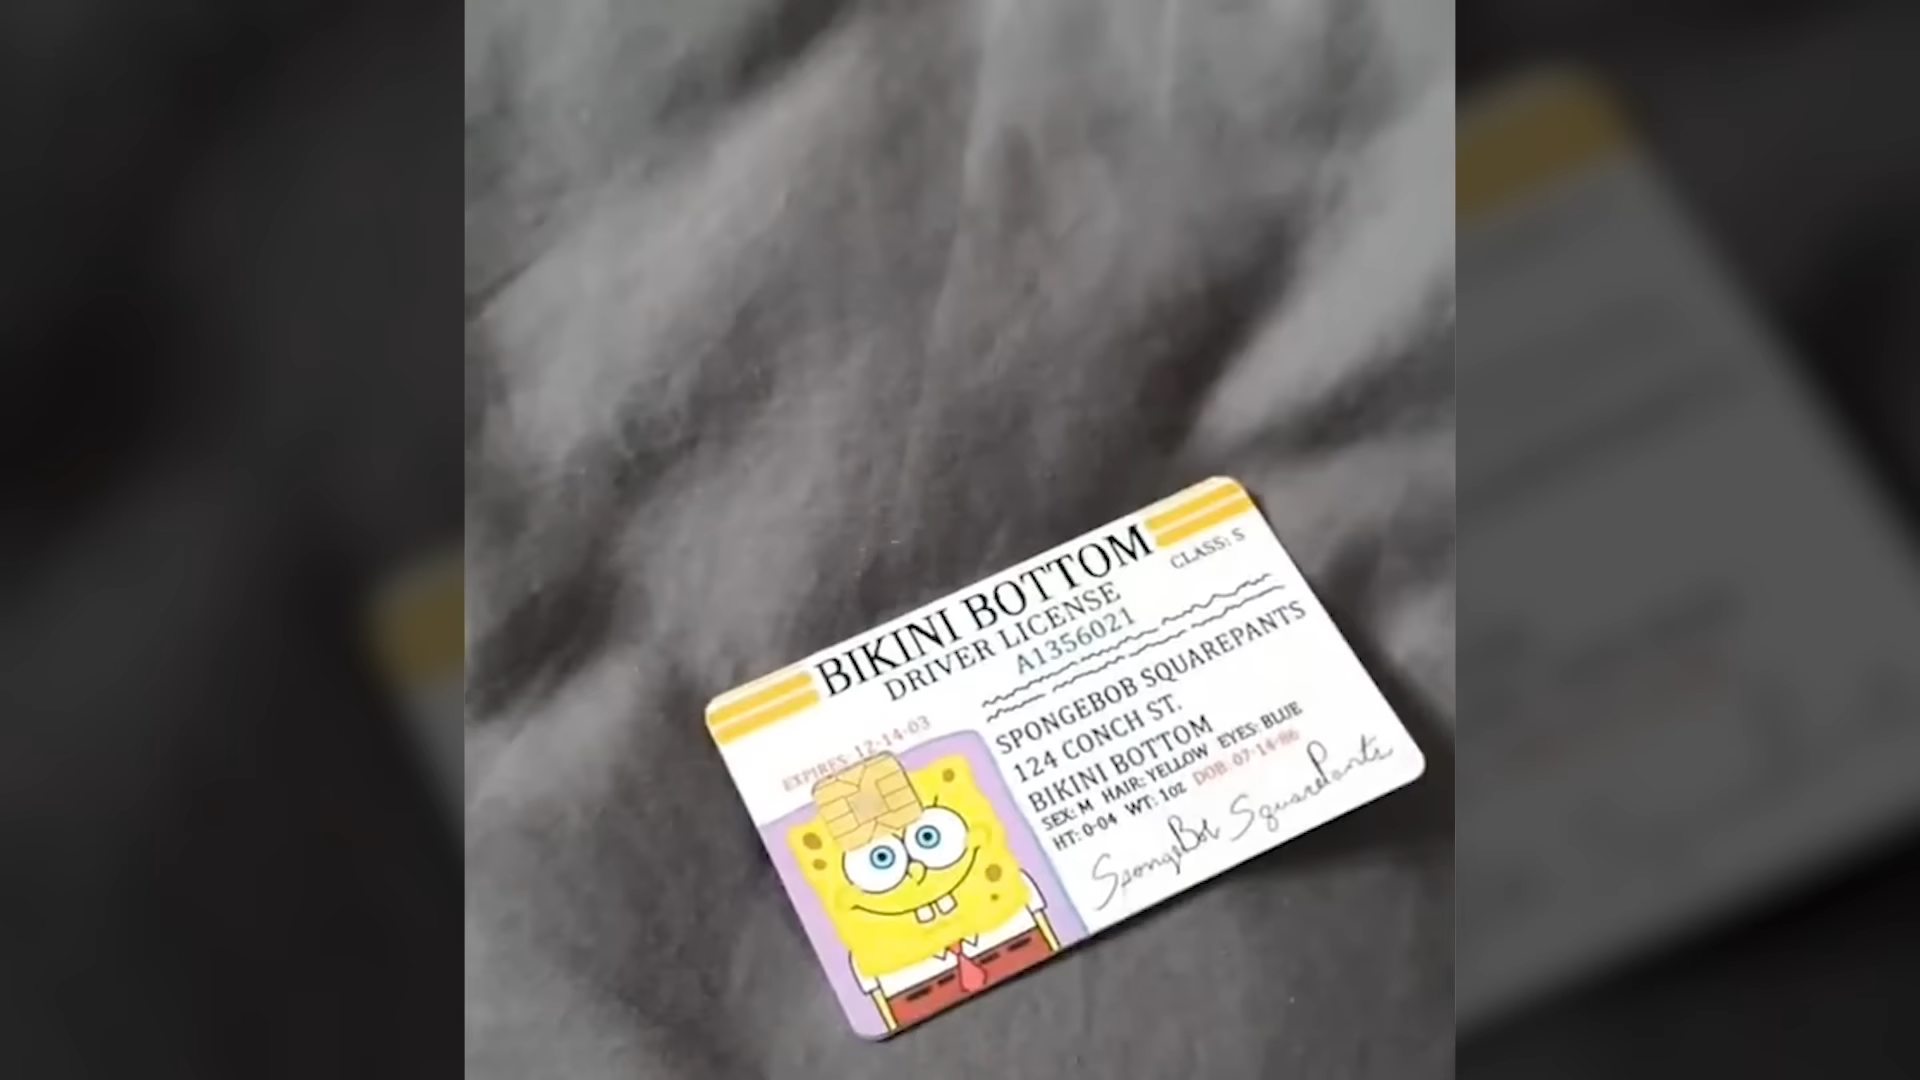 BIKINI BOTTOM
CLASS: S
DRIVER LICENSE
A1356021
EXPIRES: 12-14-03
SPONGEBOB SQUAREPANTS
124 CONCH ST.
BIKINI BOTTOM
SEX: M HAIR: YELLOW EYES: BLUE
HT: 0-04 WT: 1oz DOB: 07-14-86
SpongeBob SquarePants